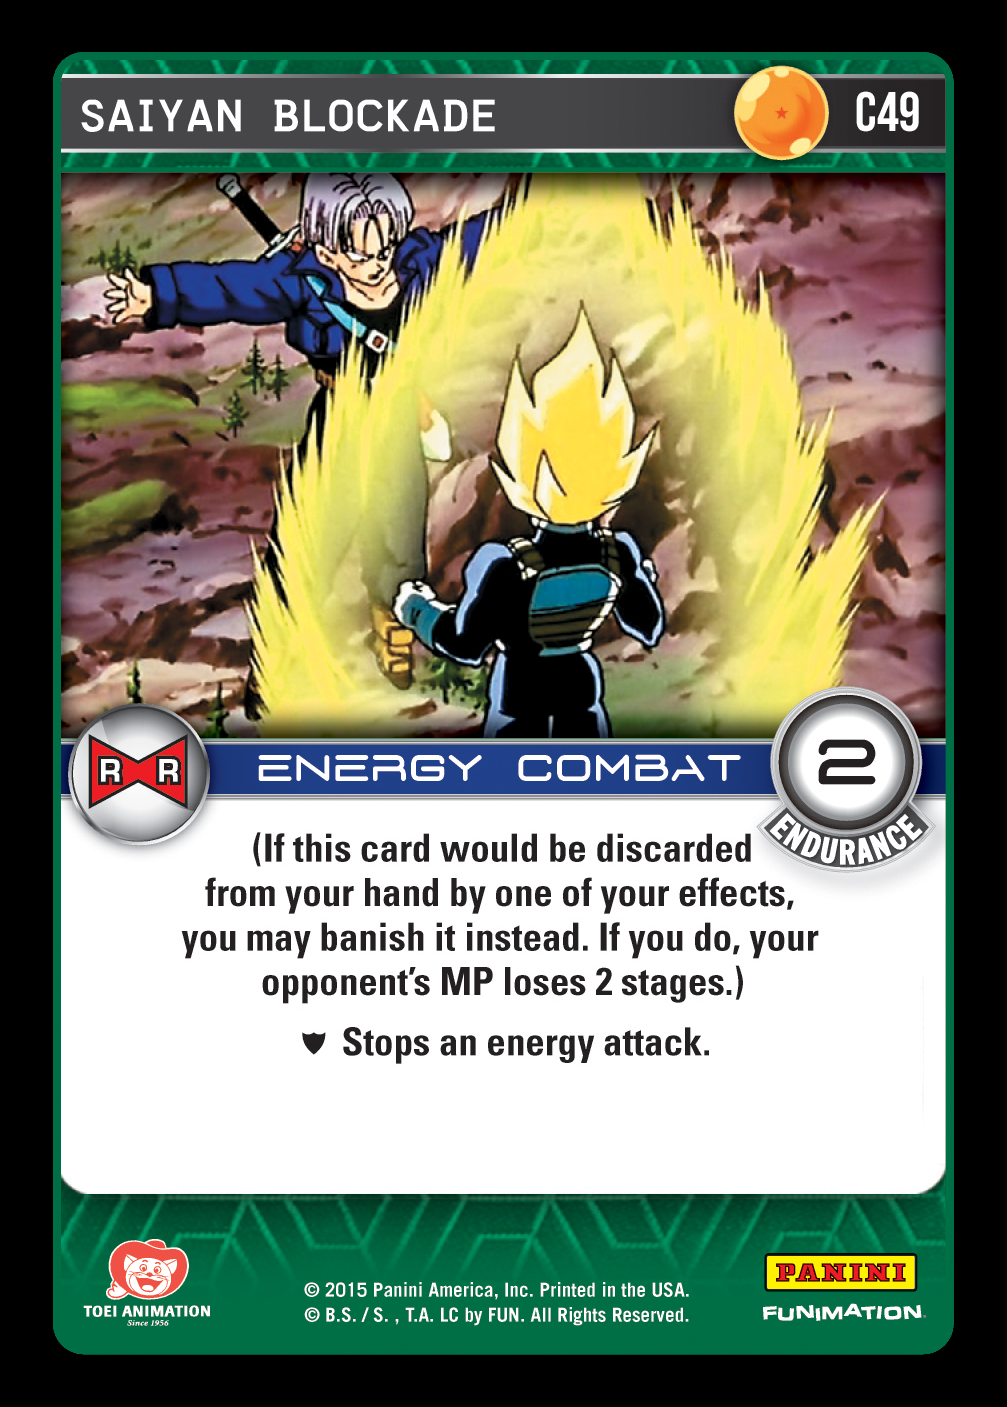 SAIYAN BLOCKADE
C49
R R
ENERGY COMBAT
2
ENDURANCE
(If this card would be discarded
from your hand by one of your effects,
you may banish it instead. If you do, your
opponent's MP loses 2 stages.)
Stops an energy attack.
TOEI ANIMATION
Since 1956
© 2015 Panini America, Inc. Printed in the USA.
© B.S. / S. , T.A. LC by FUN. All Rights Reserved.
PANINI
FUNIMATION